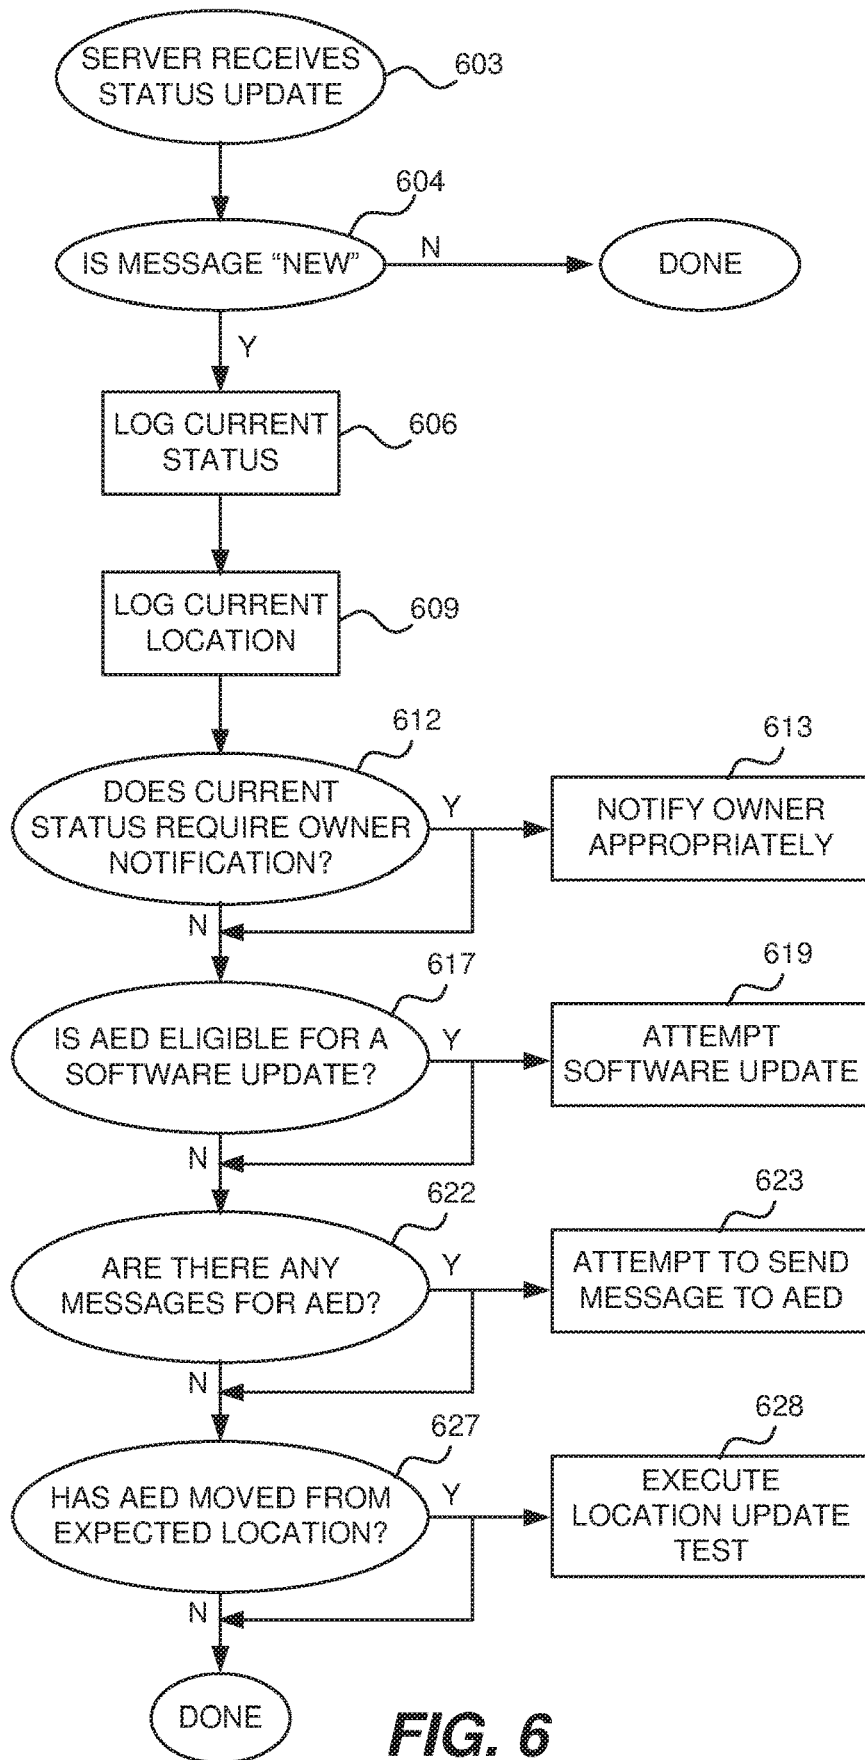 SERVER RECEIVES
STATUS UPDATE
603
604
IS MESSAGE “NEW”
N
DONE
Y
LOG CURRENT
STATUS
606
LOG CURRENT
LOCATION
609
612
DOES CURRENT
STATUS REQUIRE OWNER
NOTIFICATION?
Y
613
NOTIFY OWNER
APPROPRIATELY
N
617
IS AED ELIGIBLE FOR A
SOFTWARE UPDATE?
Y
619
ATTEMPT
SOFTWARE UPDATE
N
622
ARE THERE ANY
MESSAGES FOR AED?
Y
623
ATTEMPT TO SEND
MESSAGE TO AED
N
627
HAS AED MOVED FROM
EXPECTED LOCATION?
Y
628
EXECUTE
LOCATION UPDATE
TEST
N
DONE
FIG. 6